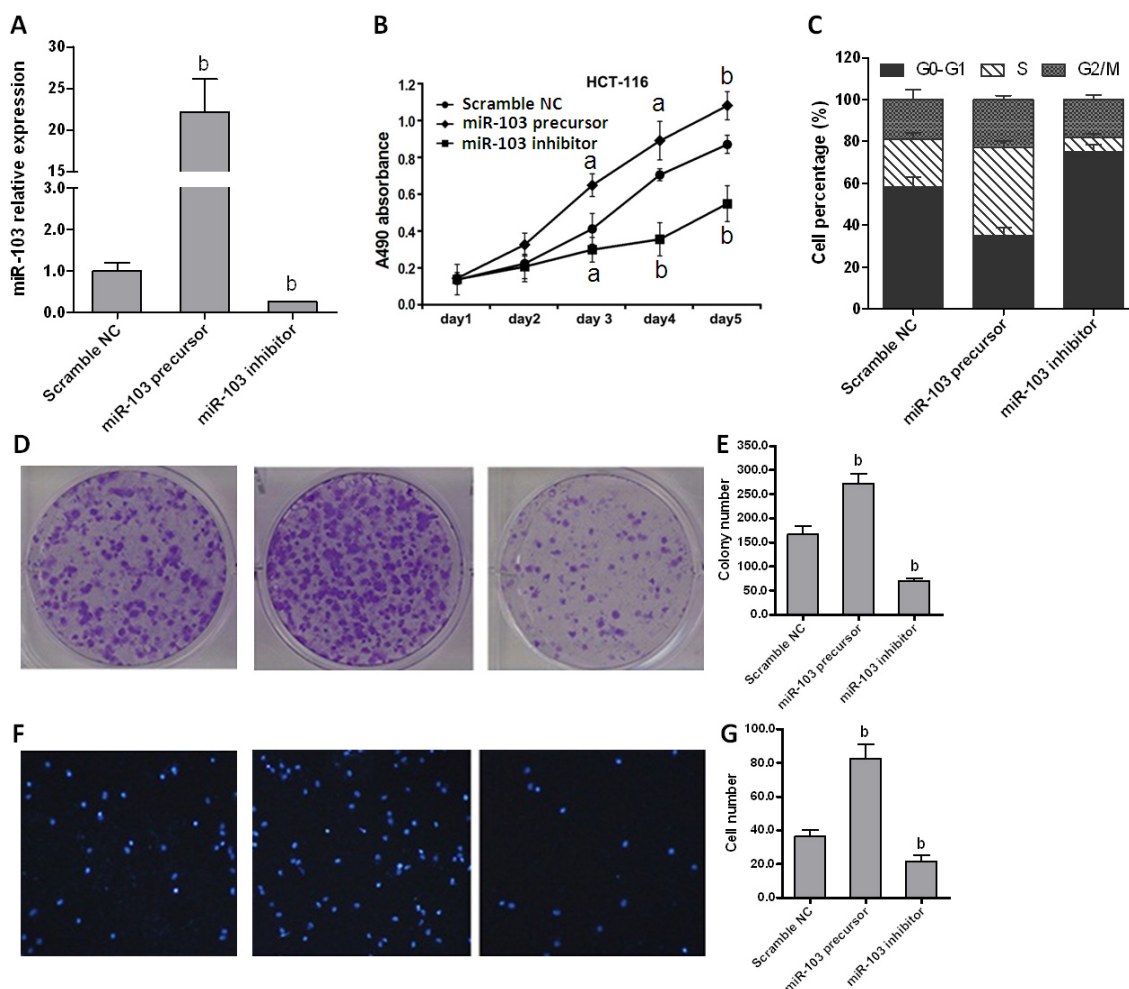 A
miR-103 relative expression
30
25
20
15
3.0
2.0
1.0
0.0
b
b
Scramble NC
miR-103 precursor
miR-103 inhibitor
B
HCT-116
Scramble NC
miR-103 precursor
miR-103 inhibitor
A490 absorbance
1.2
1.0
0.8
0.6
0.4
0.2
0.0
a
a
b
a
b
b
day1 day2 day 3 day4 day5
C
G0-G1 S G2/M
Cell percentage (%)
120
100
80
60
40
20
0
Scramble NC
miR-103 precursor
miR-103 inhibitor
D
E
Colony number
350.0
300.0
250.0
200.0
150.0
100.0
50.0
0.0
b
b
Scramble NC
miR-103 precursor
miR-103 inhibitor
F
G
Cell number
100.0
80.0
60.0
40.0
20.0
0.0
b
b
Scramble NC
miR-103 precursor
miR-103 inhibitor